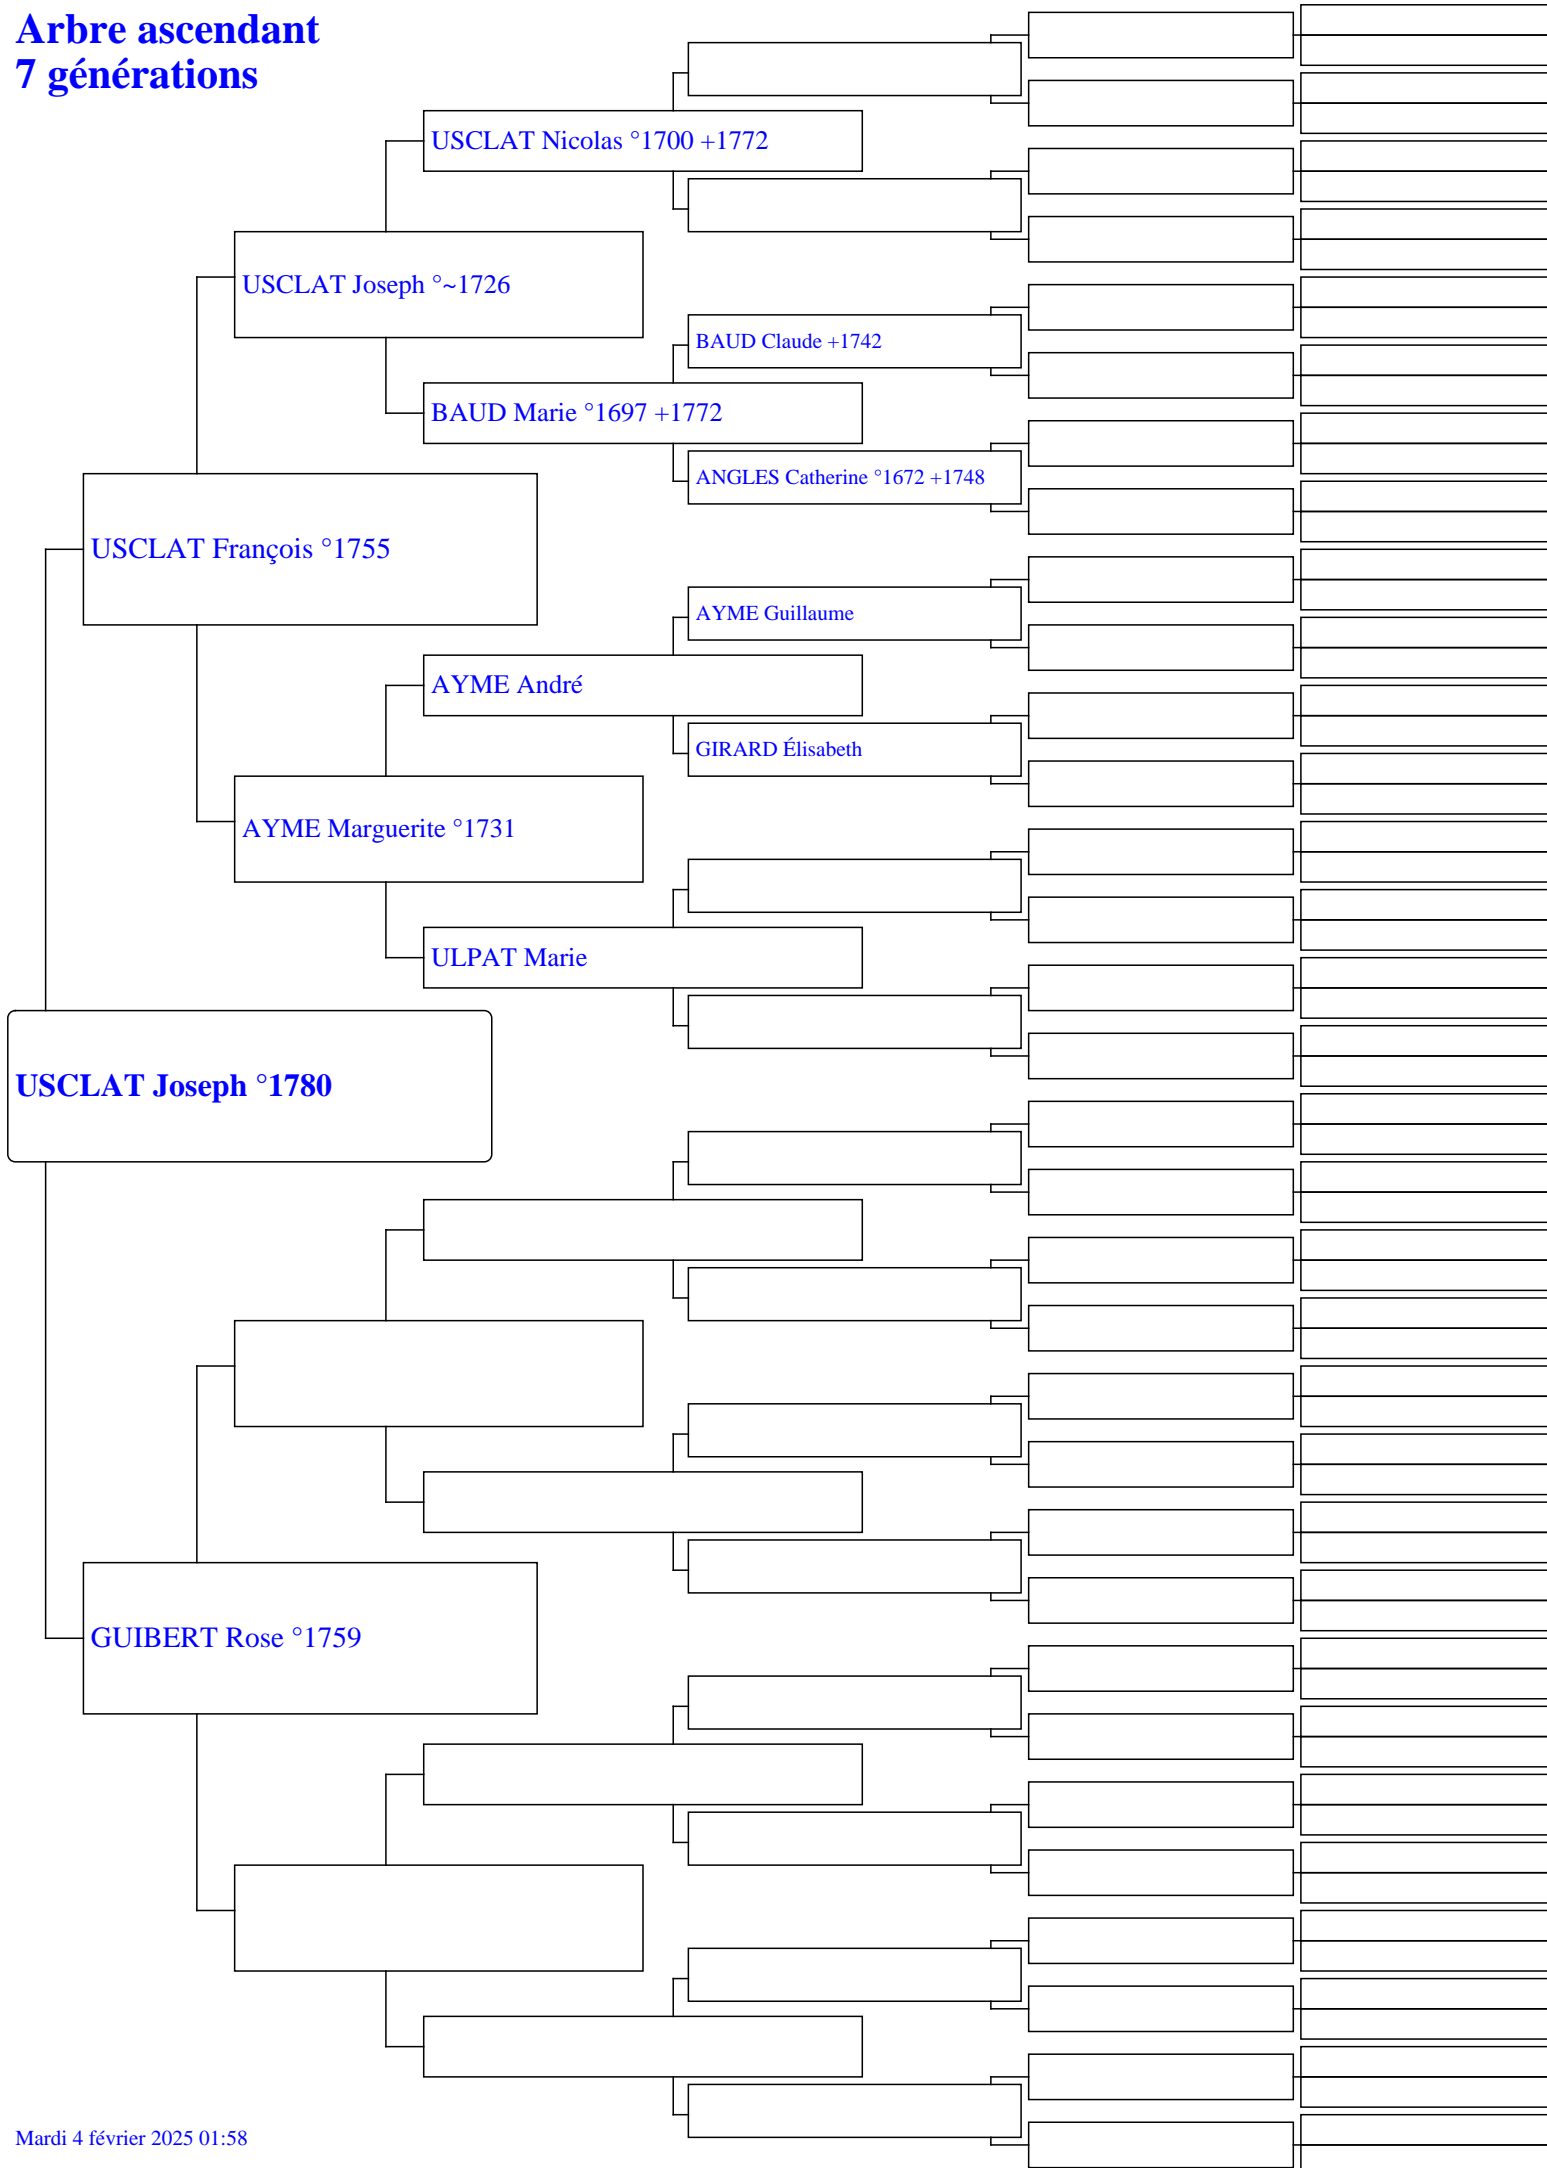 Arbre ascendant
7 générations
USCLAT Nicolas °1700 +1772
USCLAT Joseph °~1726
BAUD Claude +1742
BAUD Marie °1697 +1772
ANGLES Catherine °1672 +1748
USCLAT François °1755
AYME Guillaume
AYME André
GIRARD Élisabeth
AYME Marguerite °1731
ULPAT Marie
USCLAT Joseph °1780
GUIBERT Rose °1759
Mardi 4 février 2025 01:58